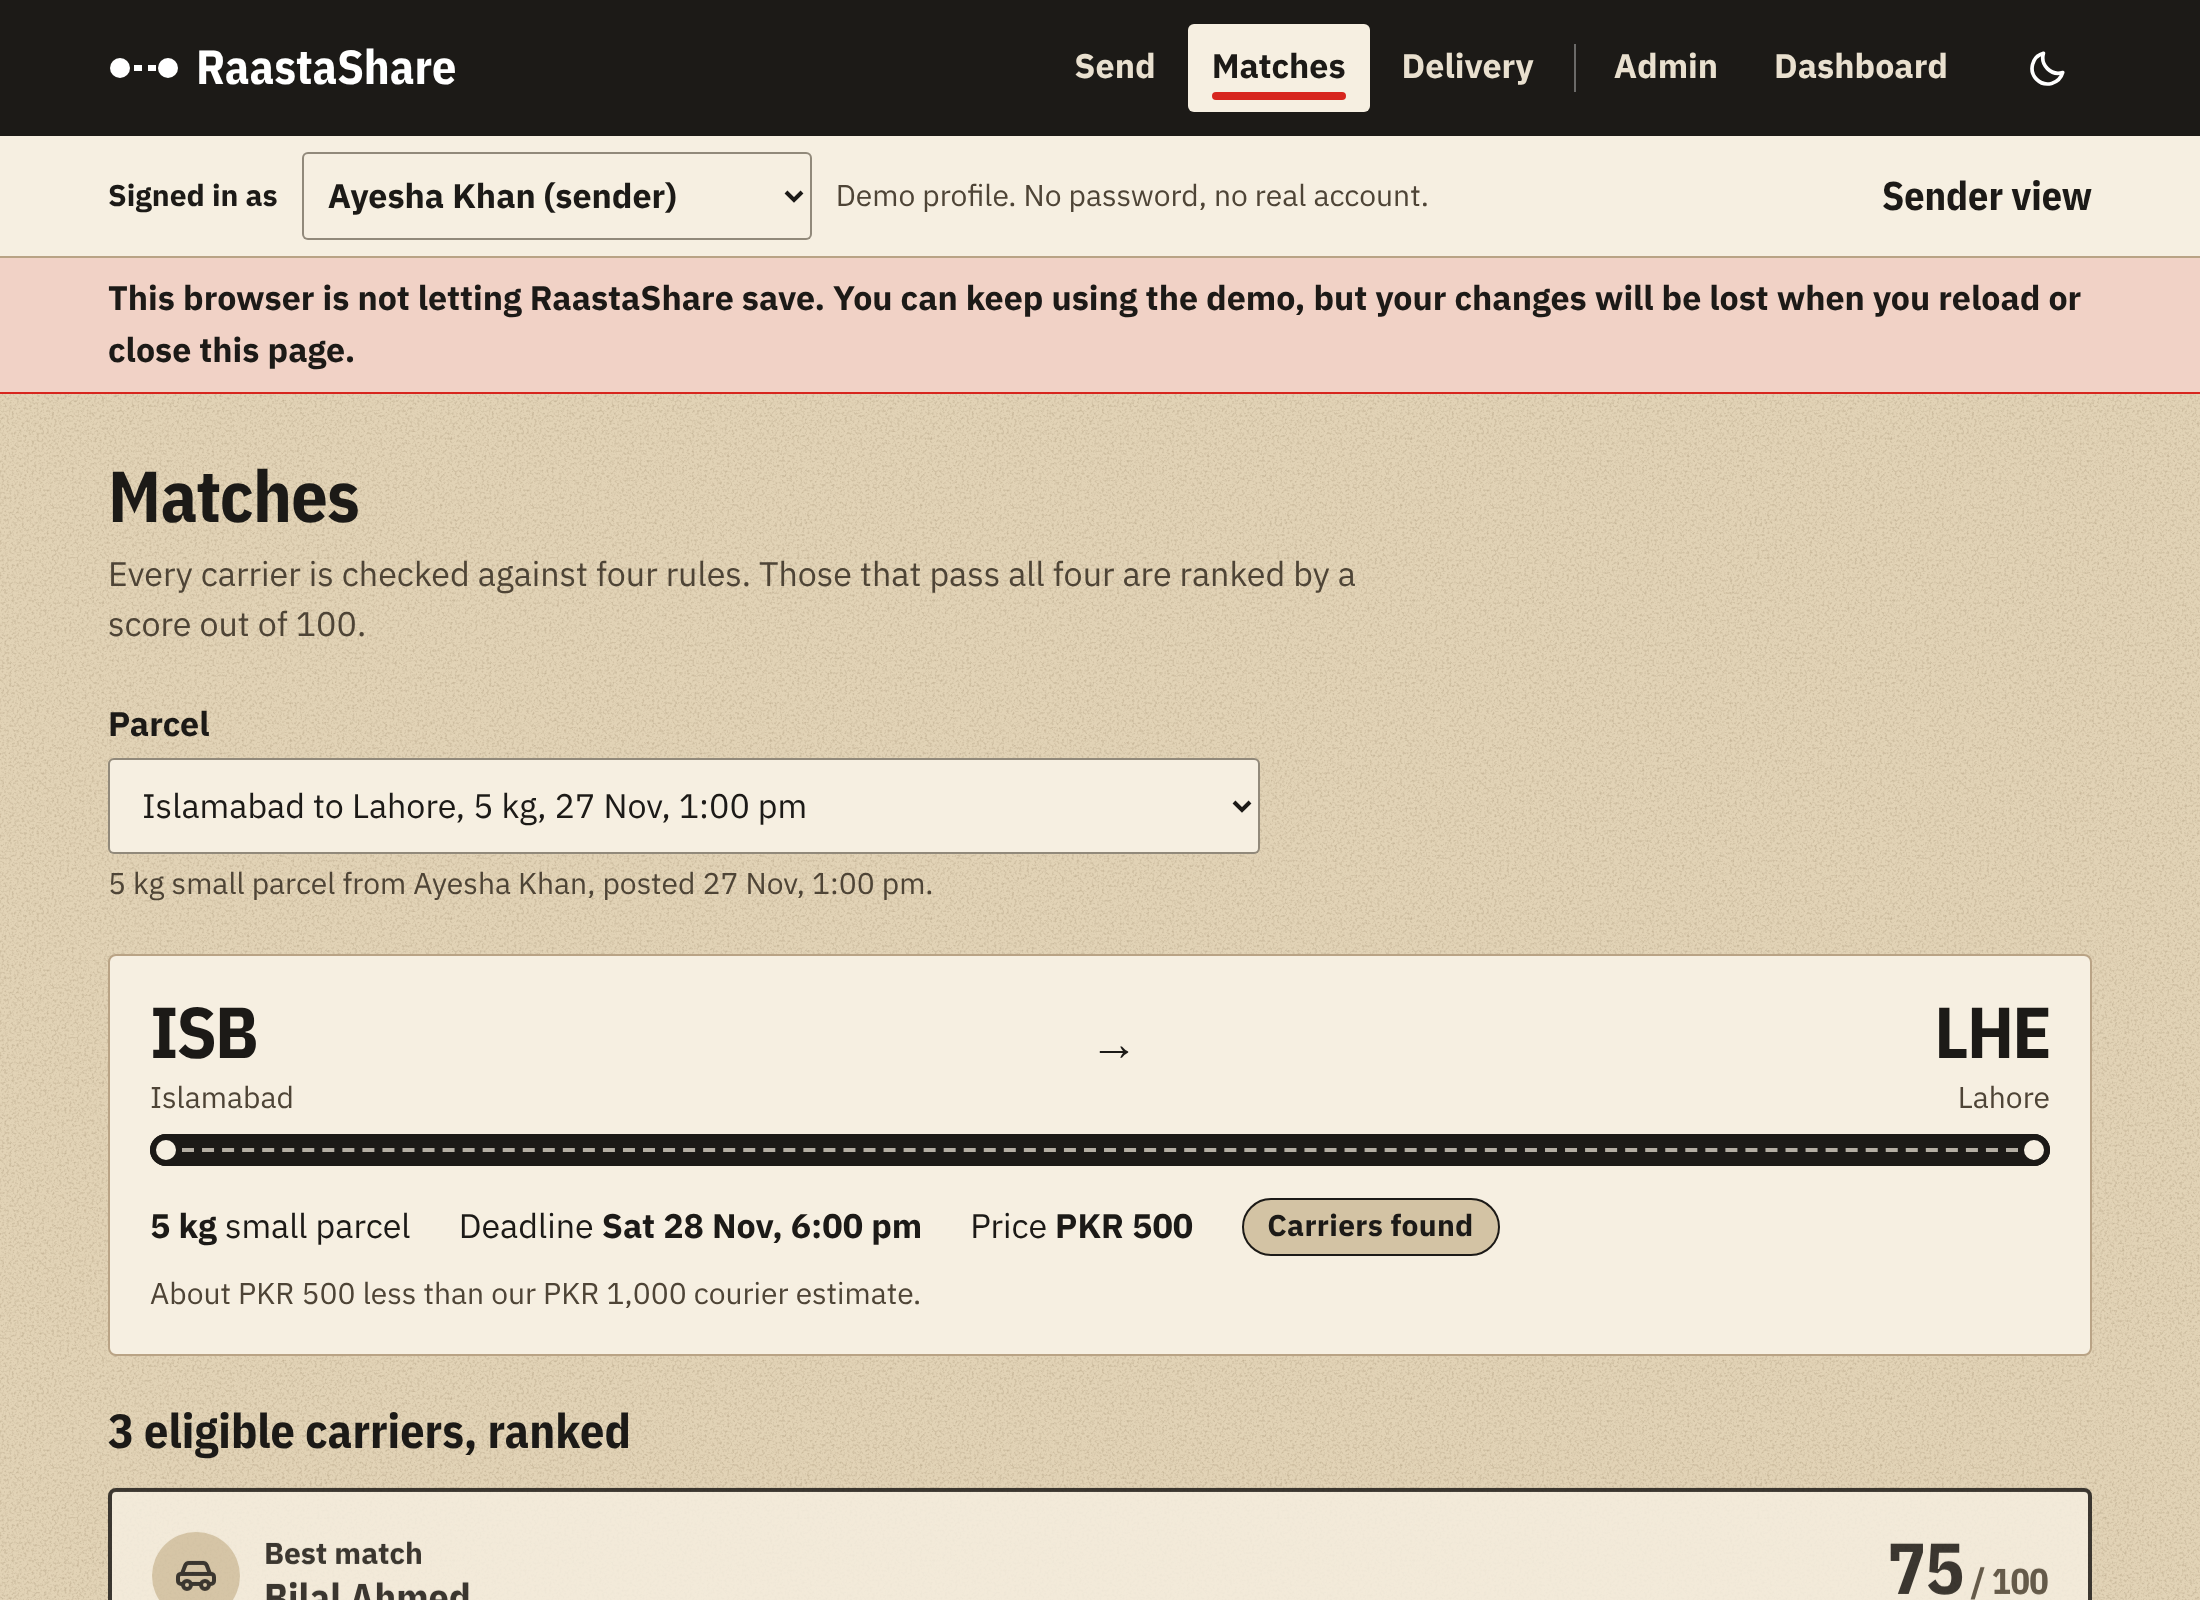 RaastaShare
Send
Matches
Delivery
Admin
Dashboard
Signed in as
Ayesha Khan (sender)
Demo profile. No password, no real account.
Sender view
This browser is not letting RaastaShare save. You can keep using the demo, but your changes will be lost when you reload or
close this page.
Matches
Every carrier is checked against four rules. Those that pass all four are ranked by a
score out of 100.
Parcel
Islamabad to Lahore, 5 kg, 27 Nov, 1:00 pm
5 kg small parcel from Ayesha Khan, posted 27 Nov, 1:00 pm.
ISB
→
LHE
Islamabad
Lahore
5 kg small parcel
Deadline Sat 28 Nov, 6:00 pm
Price PKR 500
Carriers found
About PKR 500 less than our PKR 1,000 courier estimate.
3 eligible carriers, ranked
Best match
Bilal Ahmed
75 / 100